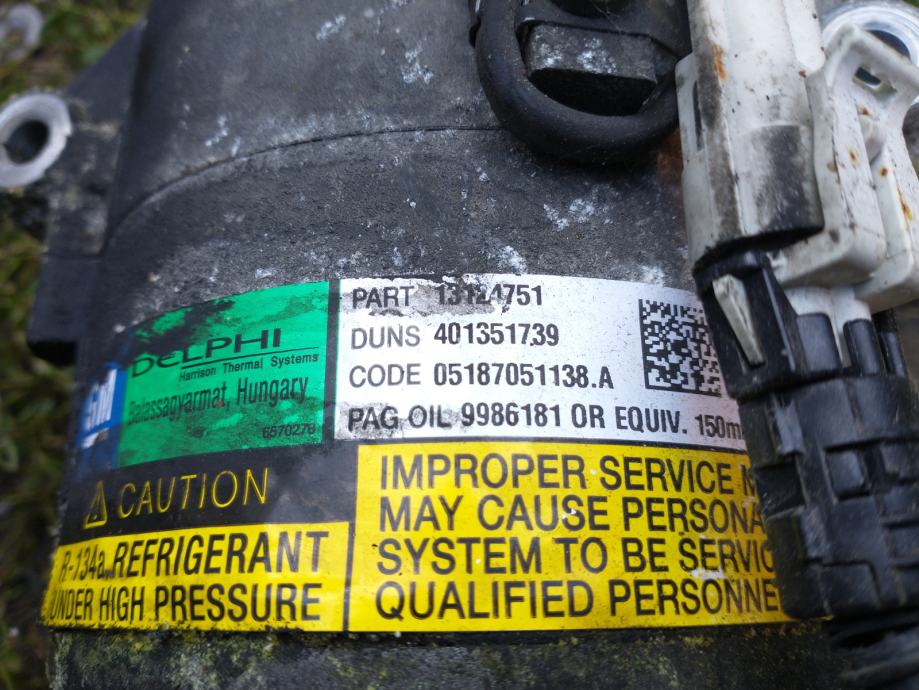 PART
DUNS 401351739
CODE 05187051138.A
PAG OIL 9986181 OR EQUIV. 150m
GM
DELPHI
Harrison Thermal Systems
Balassagyarmat, Hungary
6570278
CAUTION
R-134a REFRIGERANT
UNDER HIGH PRESSURE
IMPROPER SERVICE
MAY CAUSE PERSONA
SYSTEM TO BE SERVIC
QUALIFIED PERSONNE